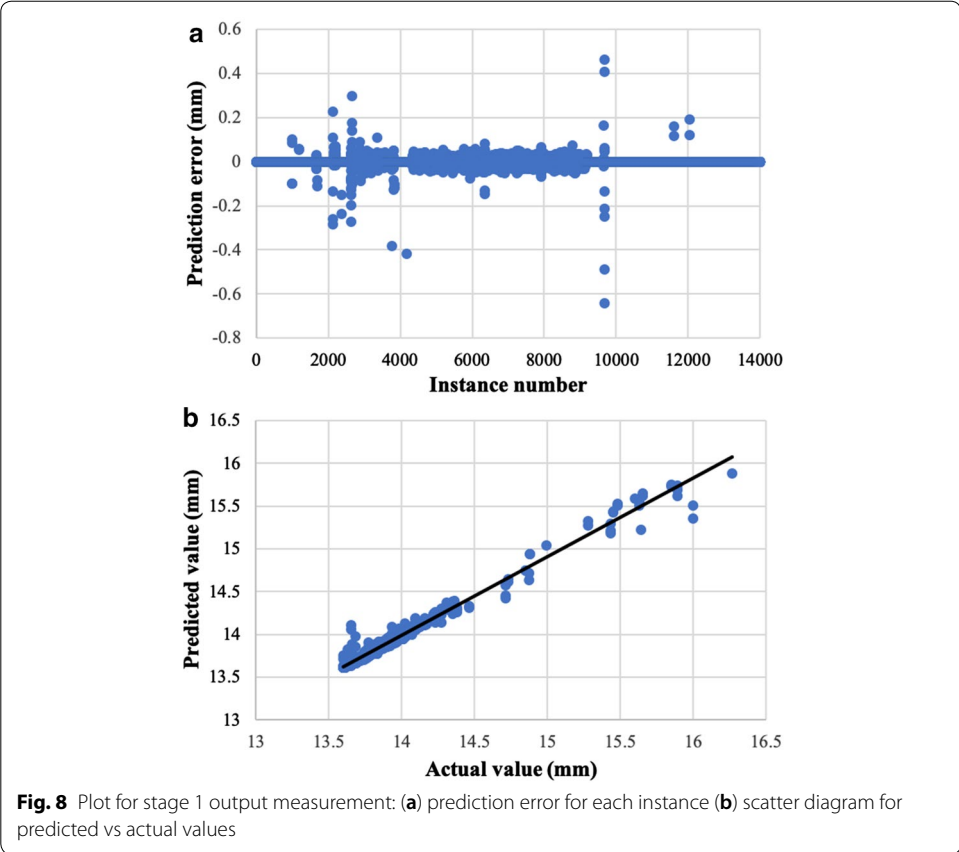 a
0.6
0.4
0.2
0
-0.2
-0.4
-0.6
-0.8
Prediction error (mm)
0 2000 4000 6000 8000 10000 12000 14000
Instance number
b
16.5
16
15.5
15
14.5
14
13.5
13
Predicted value (mm)
13 13.5 14 14.5 15 15.5 16 16.5
Actual value (mm)
Fig. 8 Plot for stage 1 output measurement: (a) prediction error for each instance (b) scatter diagram for
predicted vs actual values